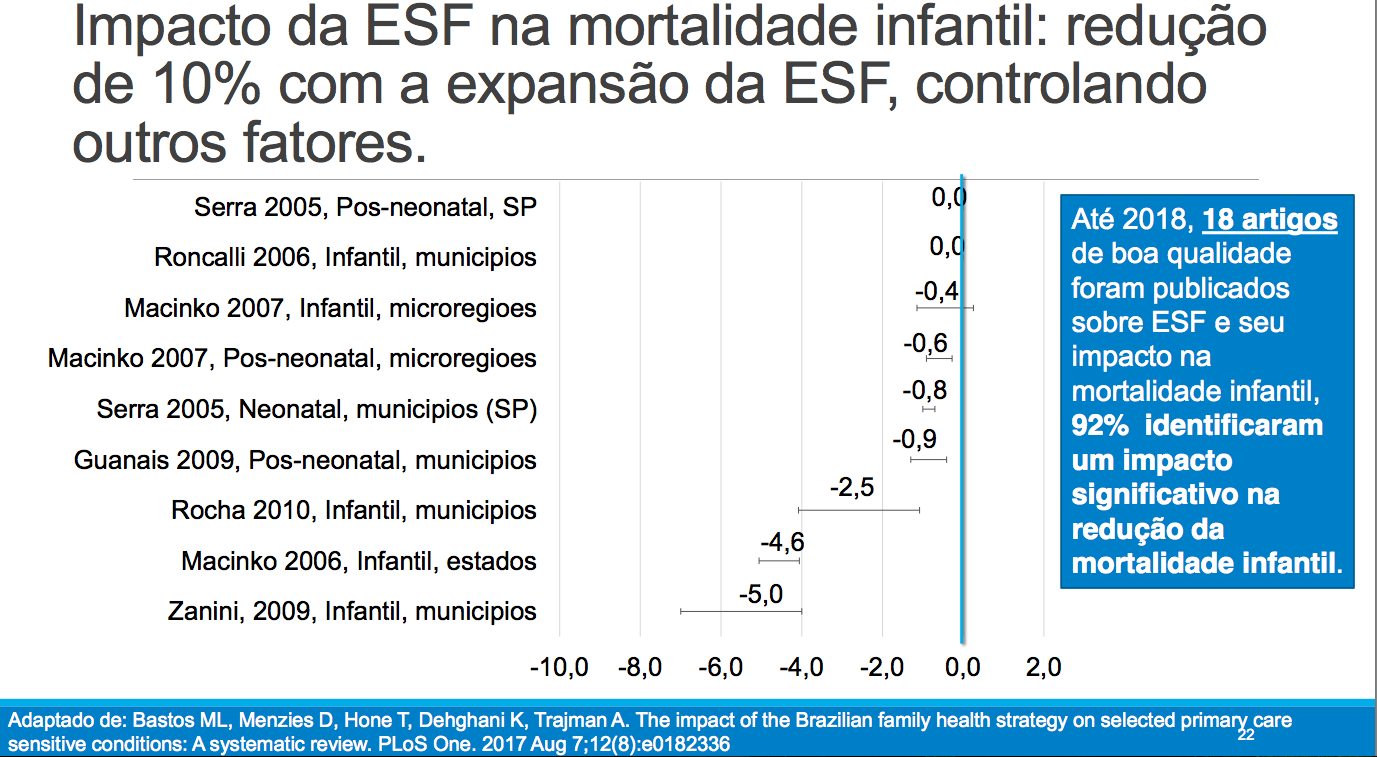 Impacto da ESF na mortalidade infantil: redução
de 10% com a expansão da ESF, controlando
outros fatores.
Serra 2005, Pos-neonatal, SP
0,0
Roncalli 2006, Infantil, municipios
0,0
Macinko 2007, Infantil, microregioes
-0,4
Macinko 2007, Pos-neonatal, microregioes
-0,6
Serra 2005, Neonatal, municipios (SP)
-0,8
Guanais 2009, Pos-neonatal, municipios
-0,9
Rocha 2010, Infantil, municipios
-2,5
Macinko 2006, Infantil, estados
-4,6
Zanini, 2009, Infantil, municipios
-5,0
-10,0 -8,0 -6,0 -4,0 -2,0 0,0 2,0
Até 2018, 18 artigos
de boa qualidade
foram publicados
sobre ESF e seu
impacto na
mortalidade infantil,
92% identificaram
um impacto
significativo na
redução da
mortalidade infantil.
Adaptado de: Bastos ML, Menzies D, Hone T, Dehghani K, Trajman A. The impact of the Brazilian family health strategy on selected primary care
sensitive conditions: A systematic review. PLoS One. 2017 Aug 7;12(8):e0182336
22